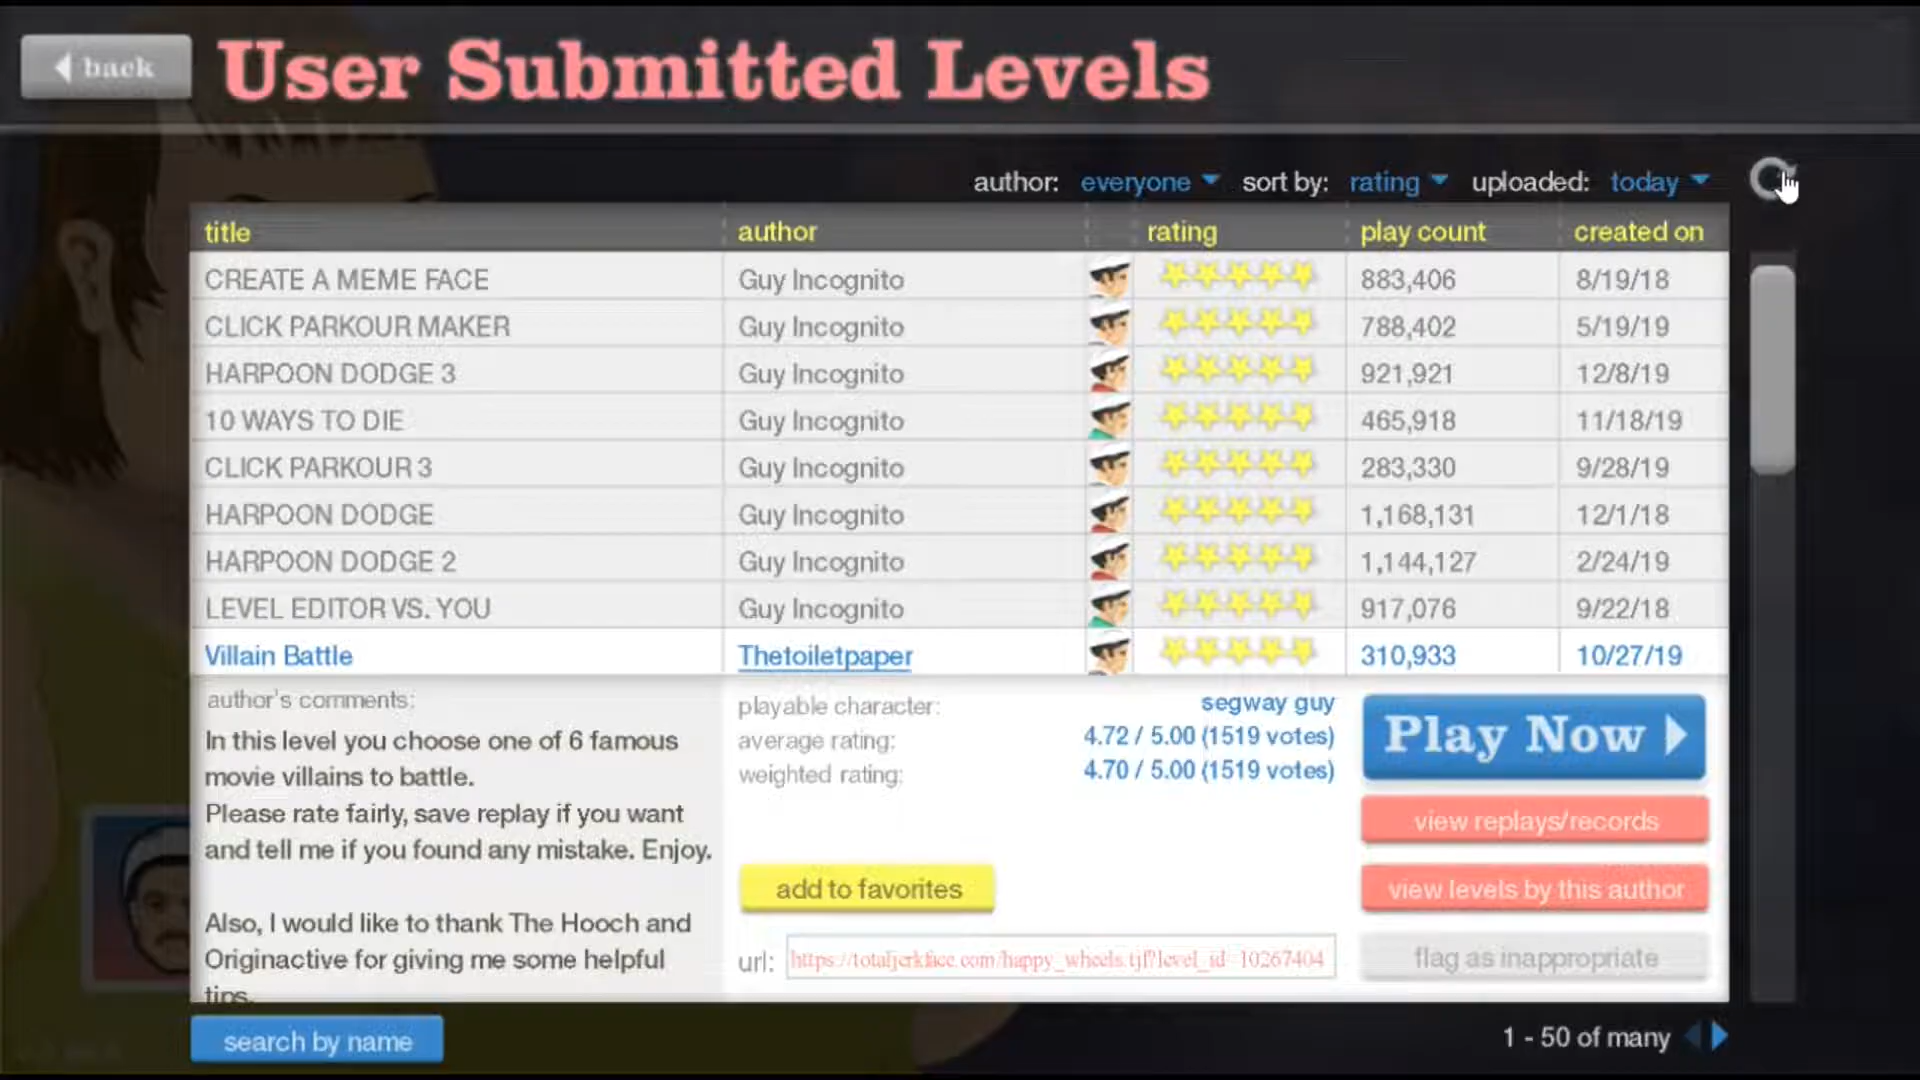 back
User Submitted Levels
author: everyone sort by: rating uploaded: today
title author rating play count created on
CREATE A MEME FACE Guy Incognito 883,406 8/19/18
CLICK PARKOUR MAKER Guy Incognito 788,402 5/19/19
HARPOON DODGE 3 Guy Incognito 921,921 12/8/19
10 WAYS TO DIE Guy Incognito 465,918 11/18/19
CLICK PARKOUR 3 Guy Incognito 283,330 9/28/19
HARPOON DODGE Guy Incognito 1,168,131 12/1/18
HARPOON DODGE 2 Guy Incognito 1,144,127 2/24/19
LEVEL EDITOR VS. YOU Guy Incognito 917,076 9/22/18
Villain Battle Thetoiletpaper 310,933 10/27/19
author's comments:
In this level you choose one of 6 famous
movie villains to battle.
Please rate fairly, save replay if you want
and tell me if you found any mistake. Enjoy.
Also, I would like to thank The Hooch and
Originactive for giving me some helpful
tips.
playable character: segway guy
average rating: 4.72 / 5.00 (1519 votes)
weighted rating: 4.70 / 5.00 (1519 votes)
add to favorites
url: https://totaljerkface.com/happy_wheels.tjf?level_id=10267404
Play Now
view replays/records
view levels by this author
flag as inappropriate
search by name
1 - 50 of many